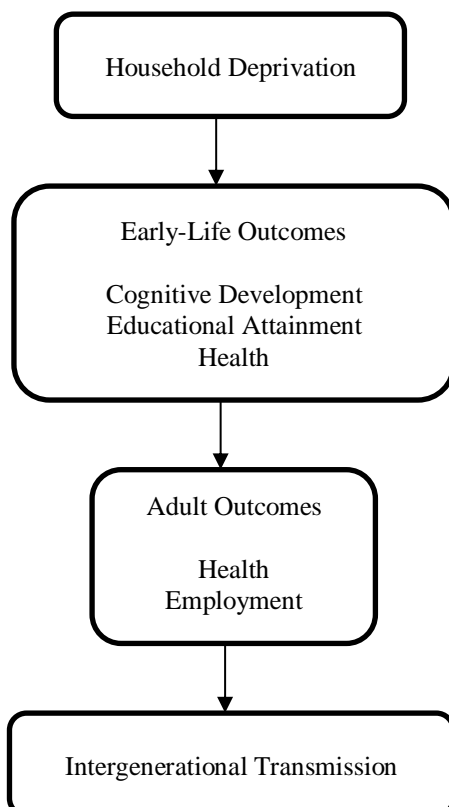 Household Deprivation
Early-Life Outcomes
Cognitive Development
Educational Attainment
Health
Adult Outcomes
Health
Employment
Intergenerational Transmission